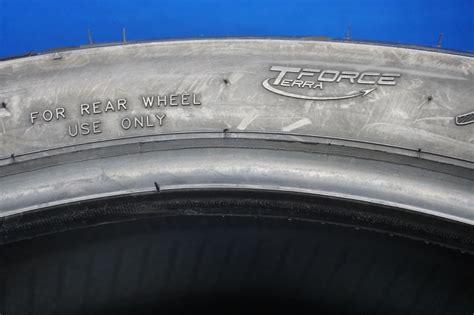 FOR REAR WHEEL
USE ONLY
TERRA FORCE